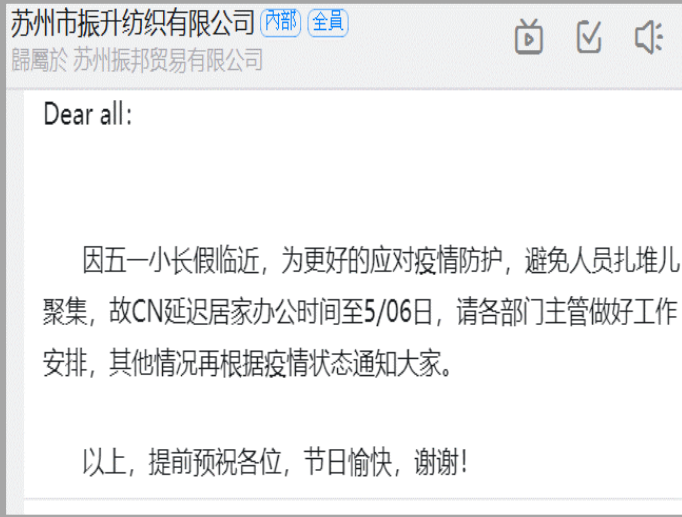 苏州市振升纺织有限公司 內部 全員
歸屬於 苏州振邦贸易有限公司
Dear all:
因五一小长假临近，为更好的应对疫情防护，避免人员扎堆儿
聚集，故CN延迟居家办公时间至5/06日，请各部门主管做好工作
安排，其他情况再根据疫情状态通知大家。
以上，提前预祝各位，节日愉快，谢谢！